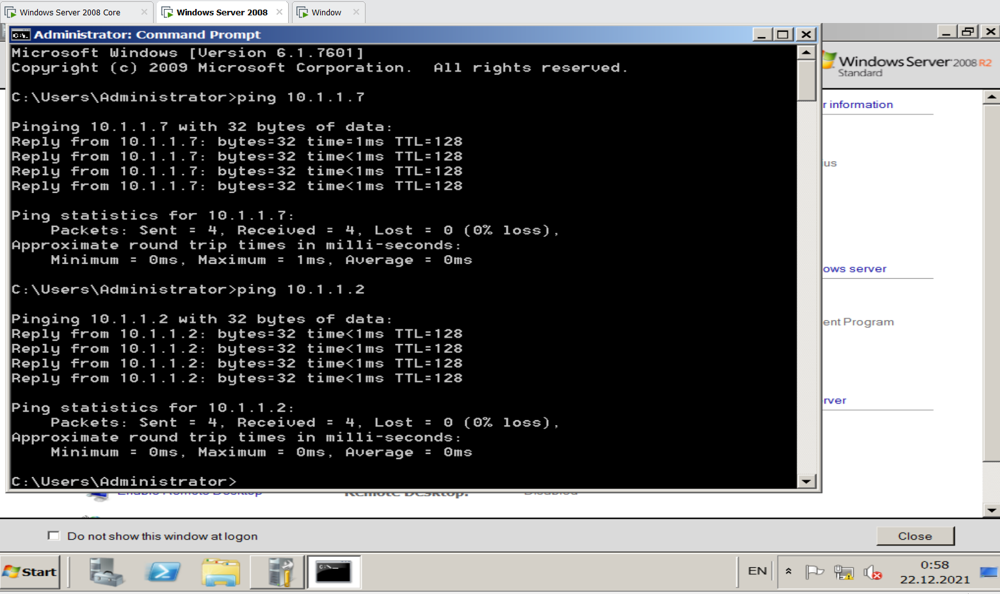 Windows Server 2008 Core
Windows Server 2008
Window
Administrator: Command Prompt
Microsoft Windows [Version 6.1.7601]
Copyright (c) 2009 Microsoft Corporation.  All rights reserved.
C:\Users\Administrator>ping 10.1.1.7
Pinging 10.1.1.7 with 32 bytes of data:
Reply from 10.1.1.7: bytes=32 time=1ms TTL=128
Reply from 10.1.1.7: bytes=32 time<1ms TTL=128
Reply from 10.1.1.7: bytes=32 time<1ms TTL=128
Reply from 10.1.1.7: bytes=32 time<1ms TTL=128
Ping statistics for 10.1.1.7:
Packets: Sent = 4, Received = 4, Lost = 0 (0% loss),
Approximate round trip times in milli-seconds:
Minimum = 0ms, Maximum = 1ms, Average = 0ms
C:\Users\Administrator>ping 10.1.1.2
Pinging 10.1.1.2 with 32 bytes of data:
Reply from 10.1.1.2: bytes=32 time<1ms TTL=128
Reply from 10.1.1.2: bytes=32 time<1ms TTL=128
Reply from 10.1.1.2: bytes=32 time<1ms TTL=128
Reply from 10.1.1.2: bytes=32 time<1ms TTL=128
Ping statistics for 10.1.1.2:
Packets: Sent = 4, Received = 4, Lost = 0 (0% loss),
Approximate round trip times in milli-seconds:
Minimum = 0ms, Maximum = 0ms, Average = 0ms
C:\Users\Administrator>
Windows Server 2008 R2
Standard
r information
us
ows server
ent Program
rver
Enable Remote Desktop
Remote Desktop:
Disabled
Do not show this window at logon
Close
Start
EN
0:58
22.12.2021